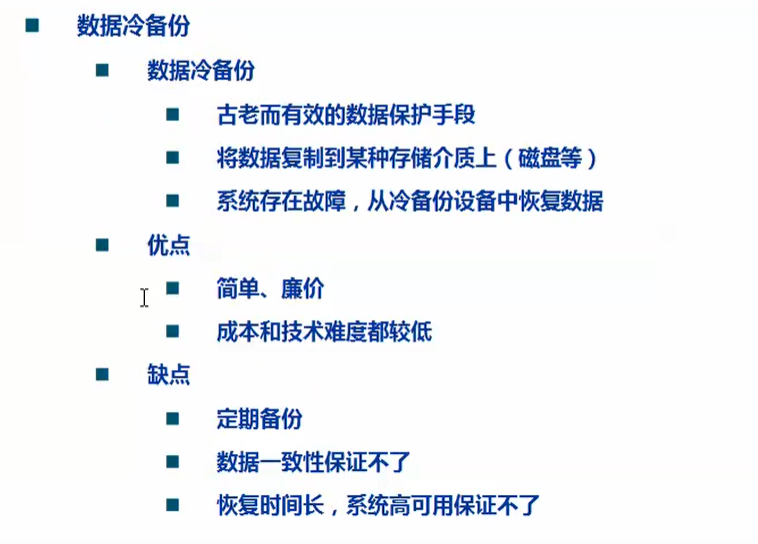 数据冷备份
数据冷备份
古老而有效的数据保护手段
将数据复制到某种存储介质上（磁盘等）
系统存在故障，从冷备份设备中恢复数据
优点
简单、廉价
成本和技术难度都较低
缺点
定期备份
数据一致性保证不了
恢复时间长，系统高可用保证不了